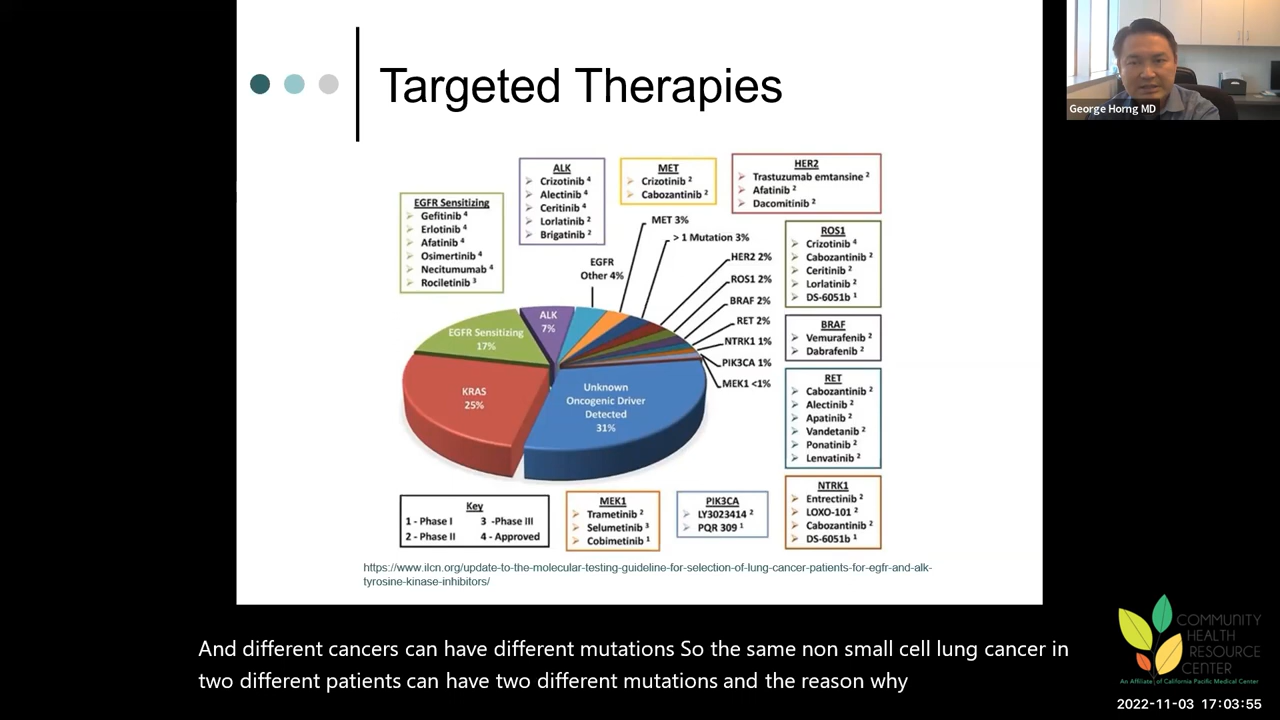 Targeted Therapies
George Horng MD
ALK
➢ Crizotinib 4
➢ Alectinib 4
➢ Ceritinib 4
➢ Lorlatinib 2
➢ Brigatinib 2
MET
➢ Crizotinib 2
➢ Cabozantinib 2
HER2
➢ Trastuzumab emtansine 2
➢ Afatinib 2
➢ Dacomitinib 2
EGFR Sensitizing
➢ Gefitinib 4
➢ Erlotinib 4
➢ Afatinib 4
➢ Osimertinib 4
➢ Necitumumab 4
➢ Rociletinib 3
ROS1
➢ Crizotinib 4
➢ Cabozantinib 2
➢ Ceritinib 2
➢ Lorlatinib 2
➢ DS-6051b 1
BRAF
➢ Vemurafenib 2
➢ Dabrafenib 2
RET
➢ Cabozantinib 2
➢ Alectinib 2
➢ Apatinib 2
➢ Vandetanib 2
➢ Ponatinib 2
➢ Lenvatinib 2
NTRK1
➢ Entrectinib 2
➢ LOXO-101 2
➢ Cabozantinib 2
➢ DS-6051b 1
MET 3%
> 1 Mutation 3%
HER2 2%
ROS1 2%
BRAF 2%
RET 2%
NTRK1 1%
PIK3CA 1%
MEK1 <1%
EGFR
Other 4%
ALK
7%
EGFR Sensitizing
17%
KRAS
25%
Unknown
Oncogenic Driver
Detected
31%
Key
1 - Phase I 3 -Phase III
2 - Phase II 4 - Approved
MEK1
➢ Trametinib 2
➢ Selumetinib 3
➢ Cobimetinib 1
PIK3CA
➢ LY3023414 2
➢ PQR 309 1
https://www.ilcn.org/update-to-the-molecular-testing-guideline-for-selection-of-lung-cancer-patients-for-egfr-and-alk-
tyrosine-kinase-inhibitors/
And different cancers can have different mutations So the same non small cell lung cancer in
two different patients can have two different mutations and the reason why
COMMUNITY
HEALTH
RESOURCE
CENTER
An Affiliate of California Pacific Medical Center
2022-11-03 17:03:55